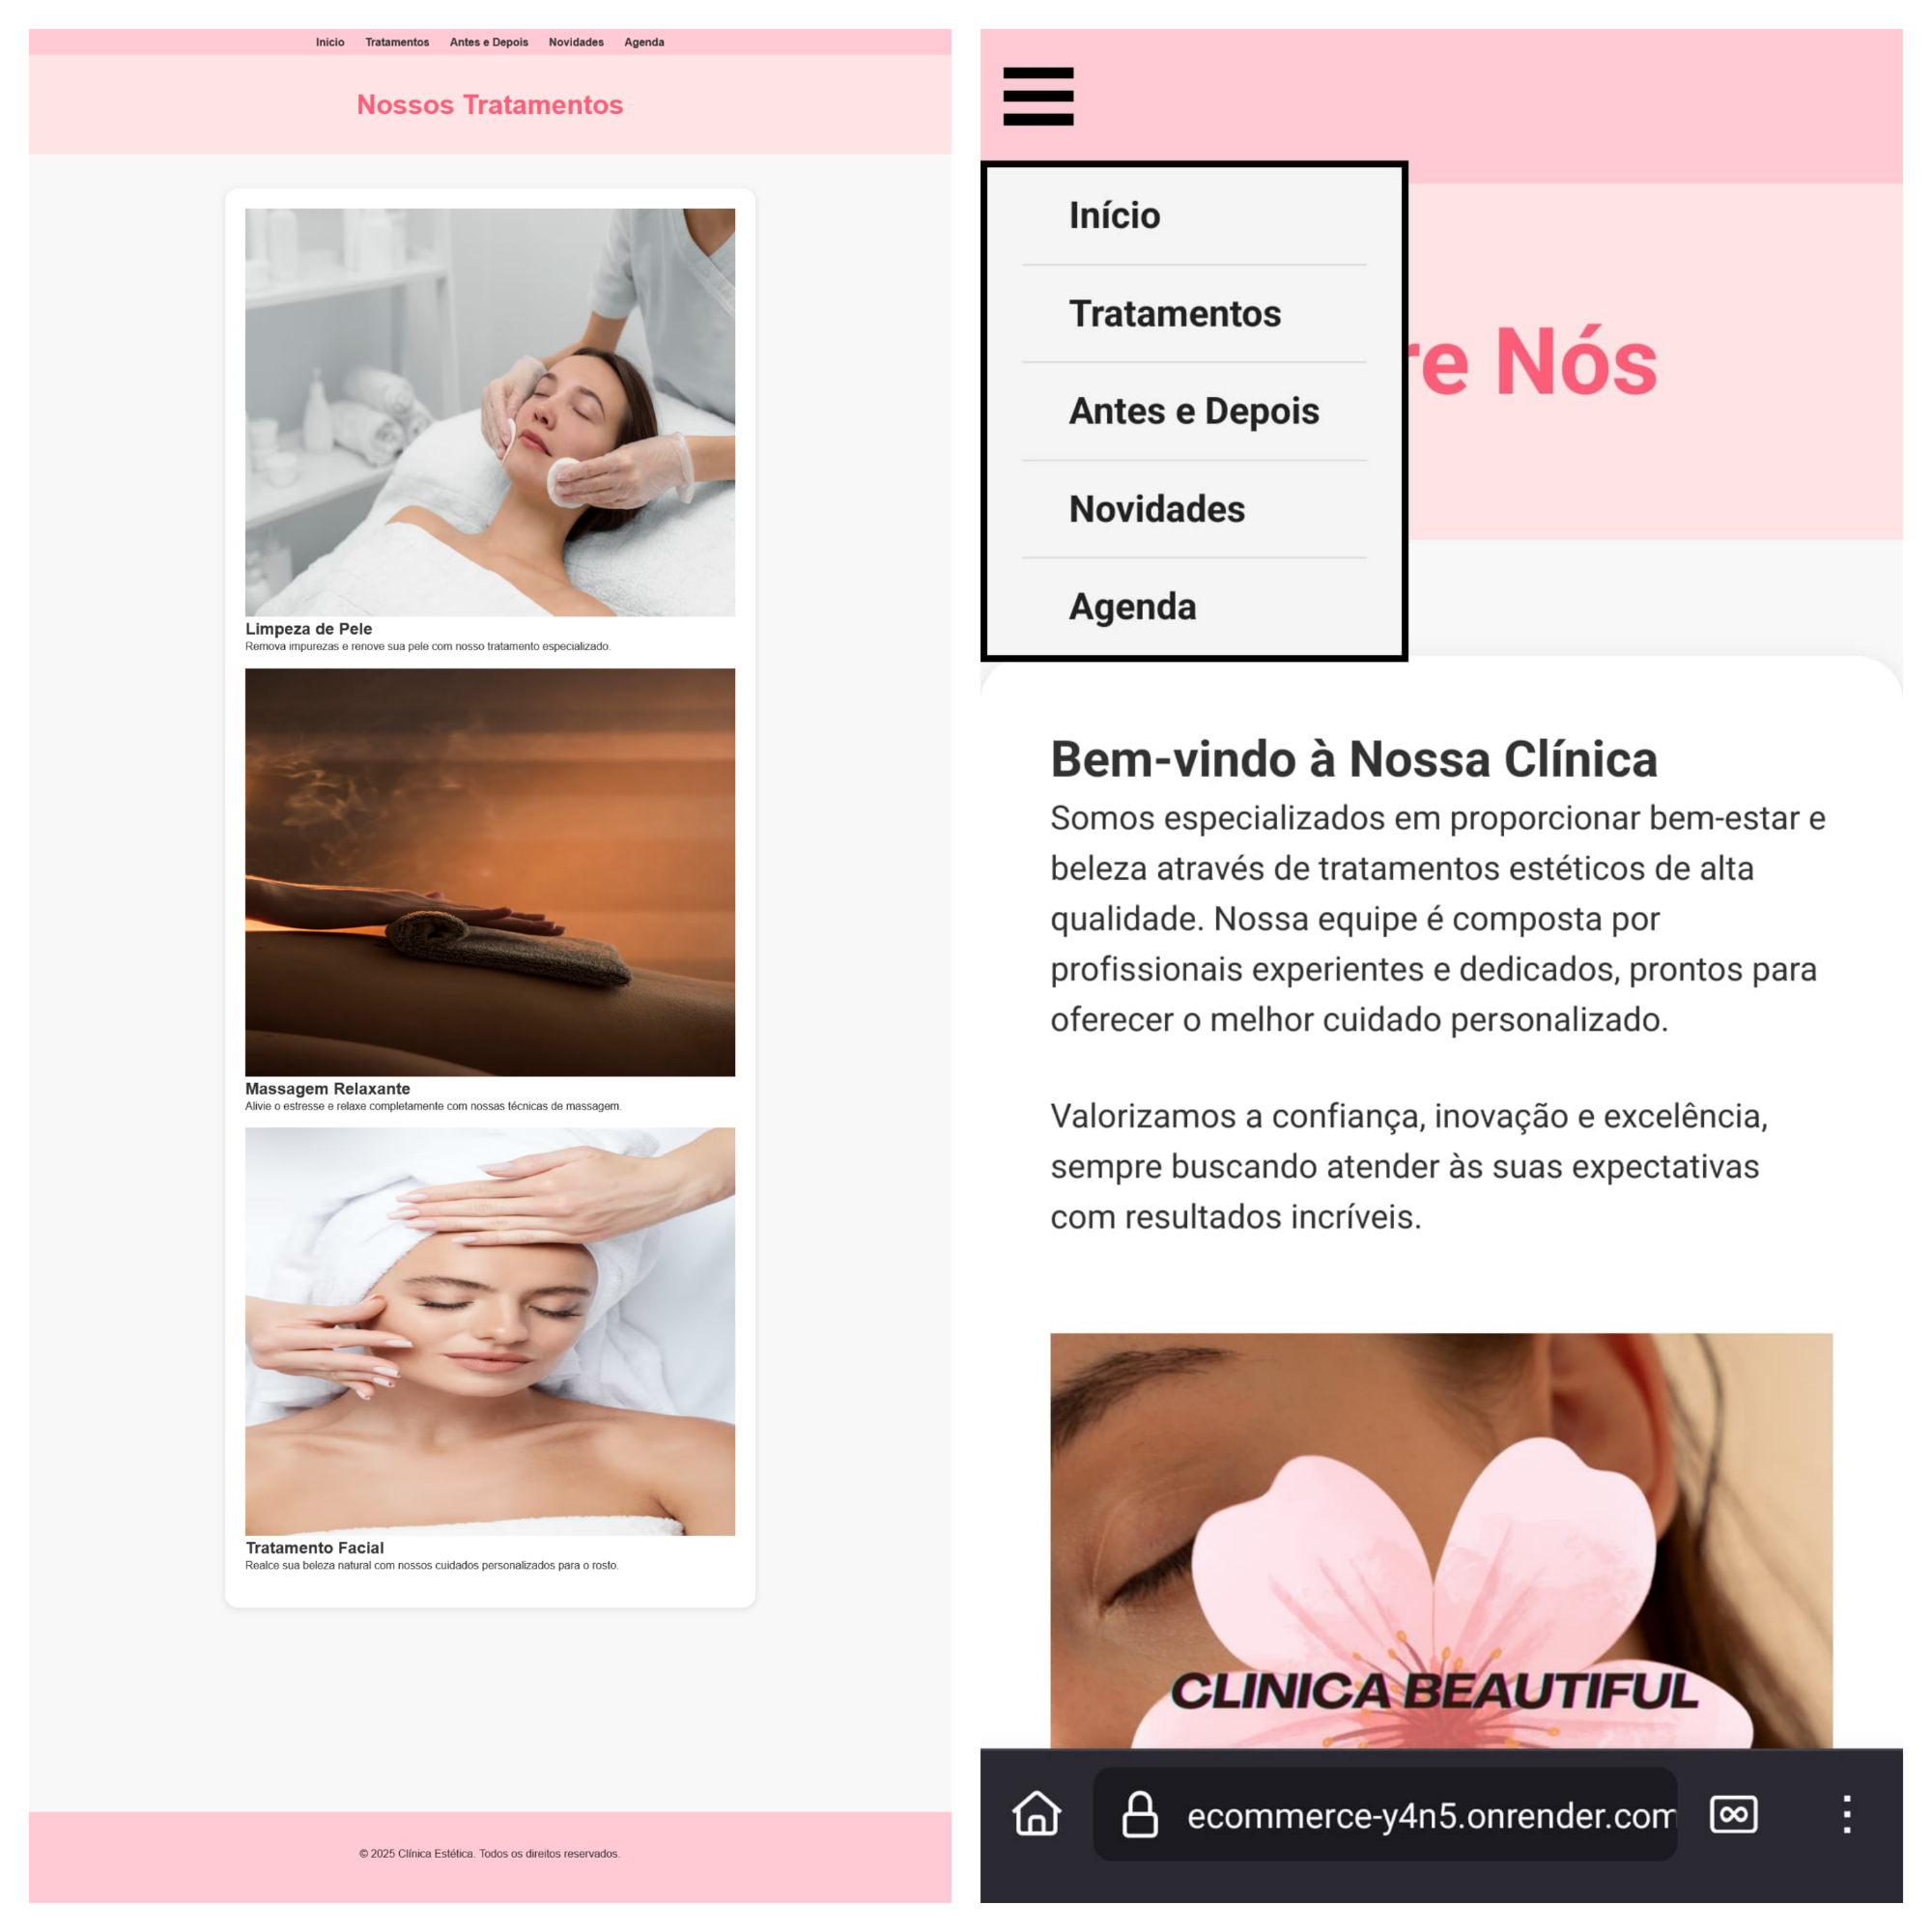 Inicio Tratamentos Antes e Depois Novidades Agenda
Nossos Tratamentos
Limpeza de Pele
Remova impurezas e renove sua pele com nosso tratamento especializado.
Massagem Relaxante
Alivie o estresse e relaxe completamente com nossas técnicas de massagem.
Tratamento Facial
Realce sua beleza natural com nossos cuidados personalizados para o rosto.
© 2025 Clínica Estética. Todos os direitos reservados.
Início
Tratamentos
Antes e Depois
Novidades
Agenda
re Nós
Bem-vindo à Nossa Clínica
Somos especializados em proporcionar bem-estar e
beleza através de tratamentos estéticos de alta
qualidade. Nossa equipe é composta por
profissionais experientes e dedicados, prontos para
oferecer o melhor cuidado personalizado.
Valorizamos a confiança, inovação e excelência,
sempre buscando atender às suas expectativas
com resultados incríveis.
CLINICA BEAUTIFUL
ecommerce-y4n5.onrender.com